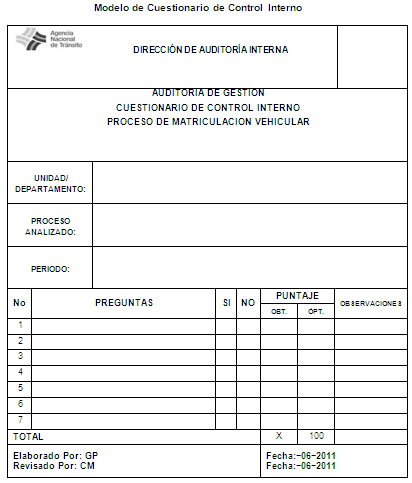 Modelo de Cuestionario de Control Interno
Agencia
Nacional
de Tránsito
DIRECCIÓN DE AUDITORÍA INTERNA
AUDITORIA DE GESTION
CUESTIONARIO DE CONTROL INTERNO
PROCESO DE MATRICULACION VEHICULAR
UNIDAD/
DEPARTAMENTO:
PROCESO
ANALIZADO:
PERIODO:
No PREGUNTAS SI NO PUNTAJE OBSERVACIONES
OBT. OPT.
1
2
3
4
5
6
7
TOTAL X 100
Elaborado Por: GP Fecha:-06-2011
Revisado Por: CM Fecha:-06-2011